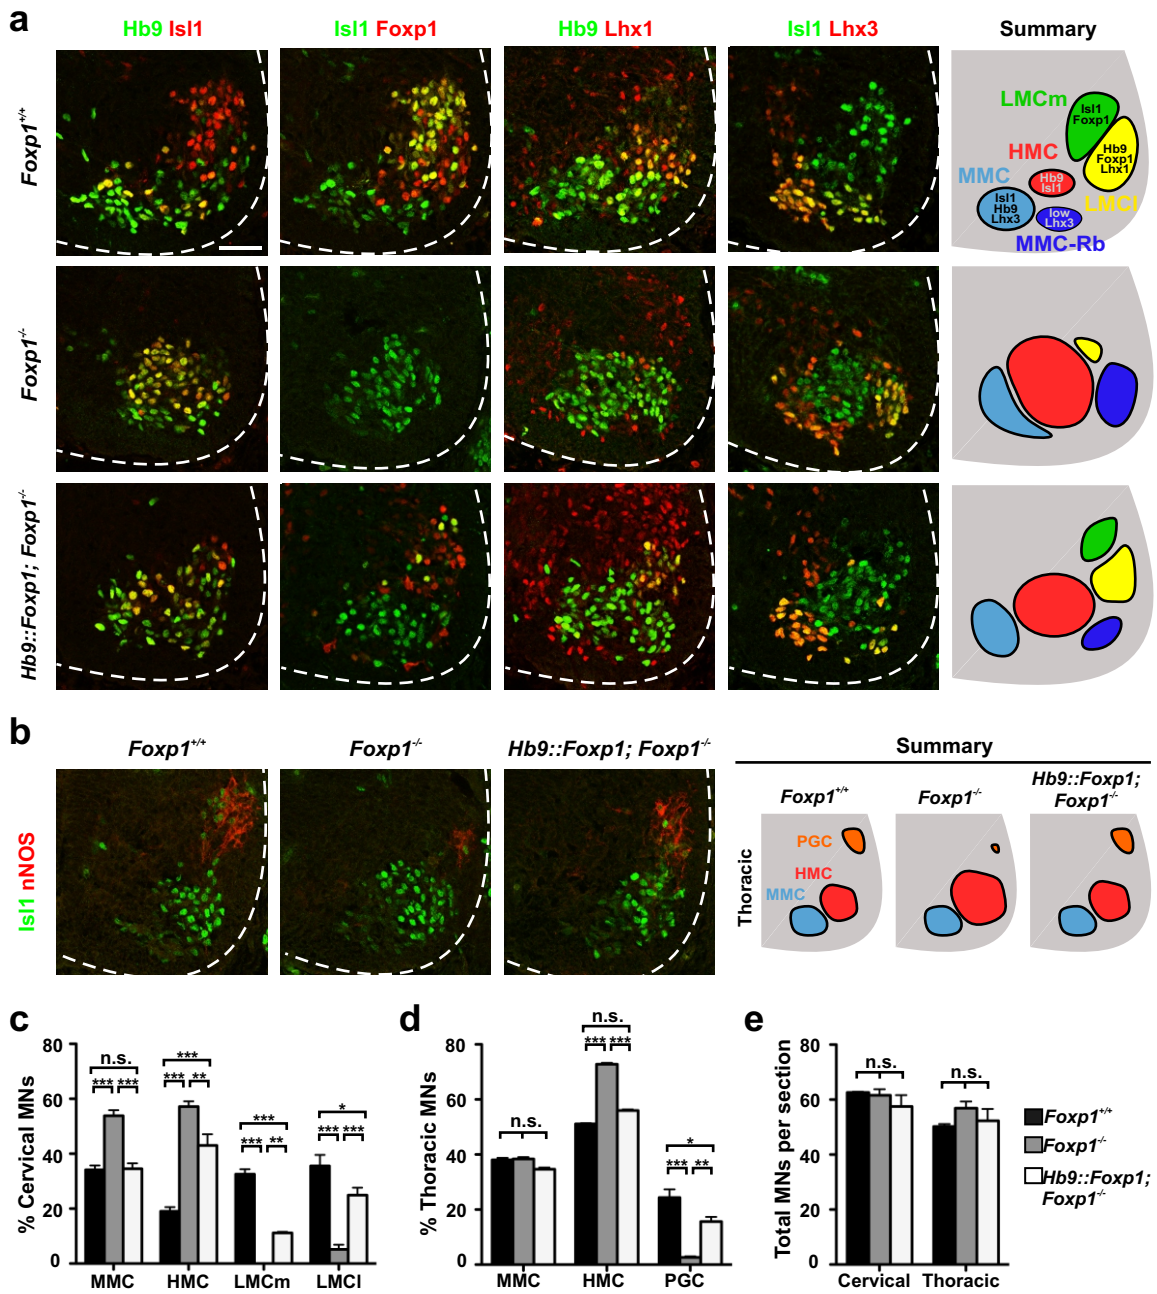 a
Hb9 Isl1
Isl1 Foxp1
Hb9 Lhx1
Isl1 Lhx3
Summary
Foxp1+/+
LMCm
Isl1
Foxp1
HMC
Hb9
Foxp1
Lhx1
MMC
Hb9
Isl1
Isl1
Hb9
Lhx3
LMCl
low
Lhx3
MMC-Rb
Foxp1-/-
Hb9::Foxp1; Foxp1-/-
b
Foxp1+/+
Foxp1-/-
Hb9::Foxp1; Foxp1-/-
Summary
Isl1 nNOS
Foxp1+/+
Foxp1-/-
Hb9::Foxp1;
Foxp1-/-
Thoracic
PGC
HMC
MMC
c
% Cervical MNs
80
60
40
20
0
n.s.
*** ***
***
*** **
***
*** **
*
*** ***
MMC
HMC
LMCm
LMCl
d
% Thoracic MNs
80
60
40
20
0
n.s.
n.s.
*** ***
*
*** **
MMC
HMC
PGC
e
Total MNs per section
80
60
40
20
0
n.s.
n.s.
Cervical
Thoracic
Foxp1+/+
Foxp1-/-
Hb9::Foxp1;
Foxp1-/-